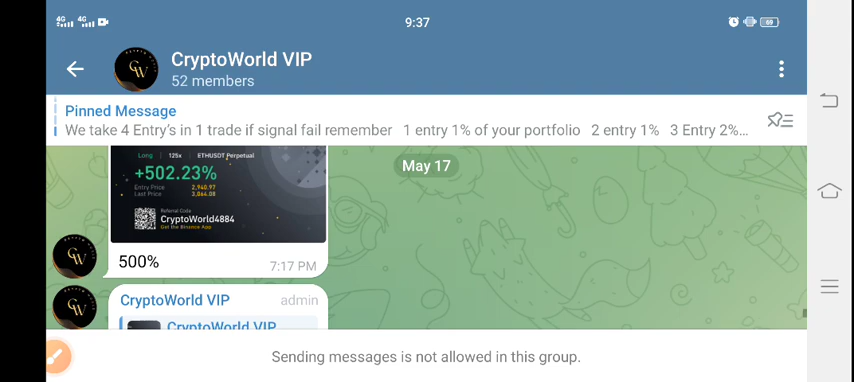 4G 4G 9:37 69
CryptoWorld VIP
52 members
Pinned Message
We take 4 Entry's in 1 trade if signal fail remember 1 entry 1% of your portfolio 2 entry 1% 3 Entry 2%...
May 17
Long | 125x | ETHUSDT Perpetual
+502.23%
Entry Price 2,940.97
Last Price 3,064.08
Referral Code
CryptoWorld4884
Get the Binance App
500% 7:17 PM
CryptoWorld VIP admin
CryptoWorld VIP
Sending messages is not allowed in this group.